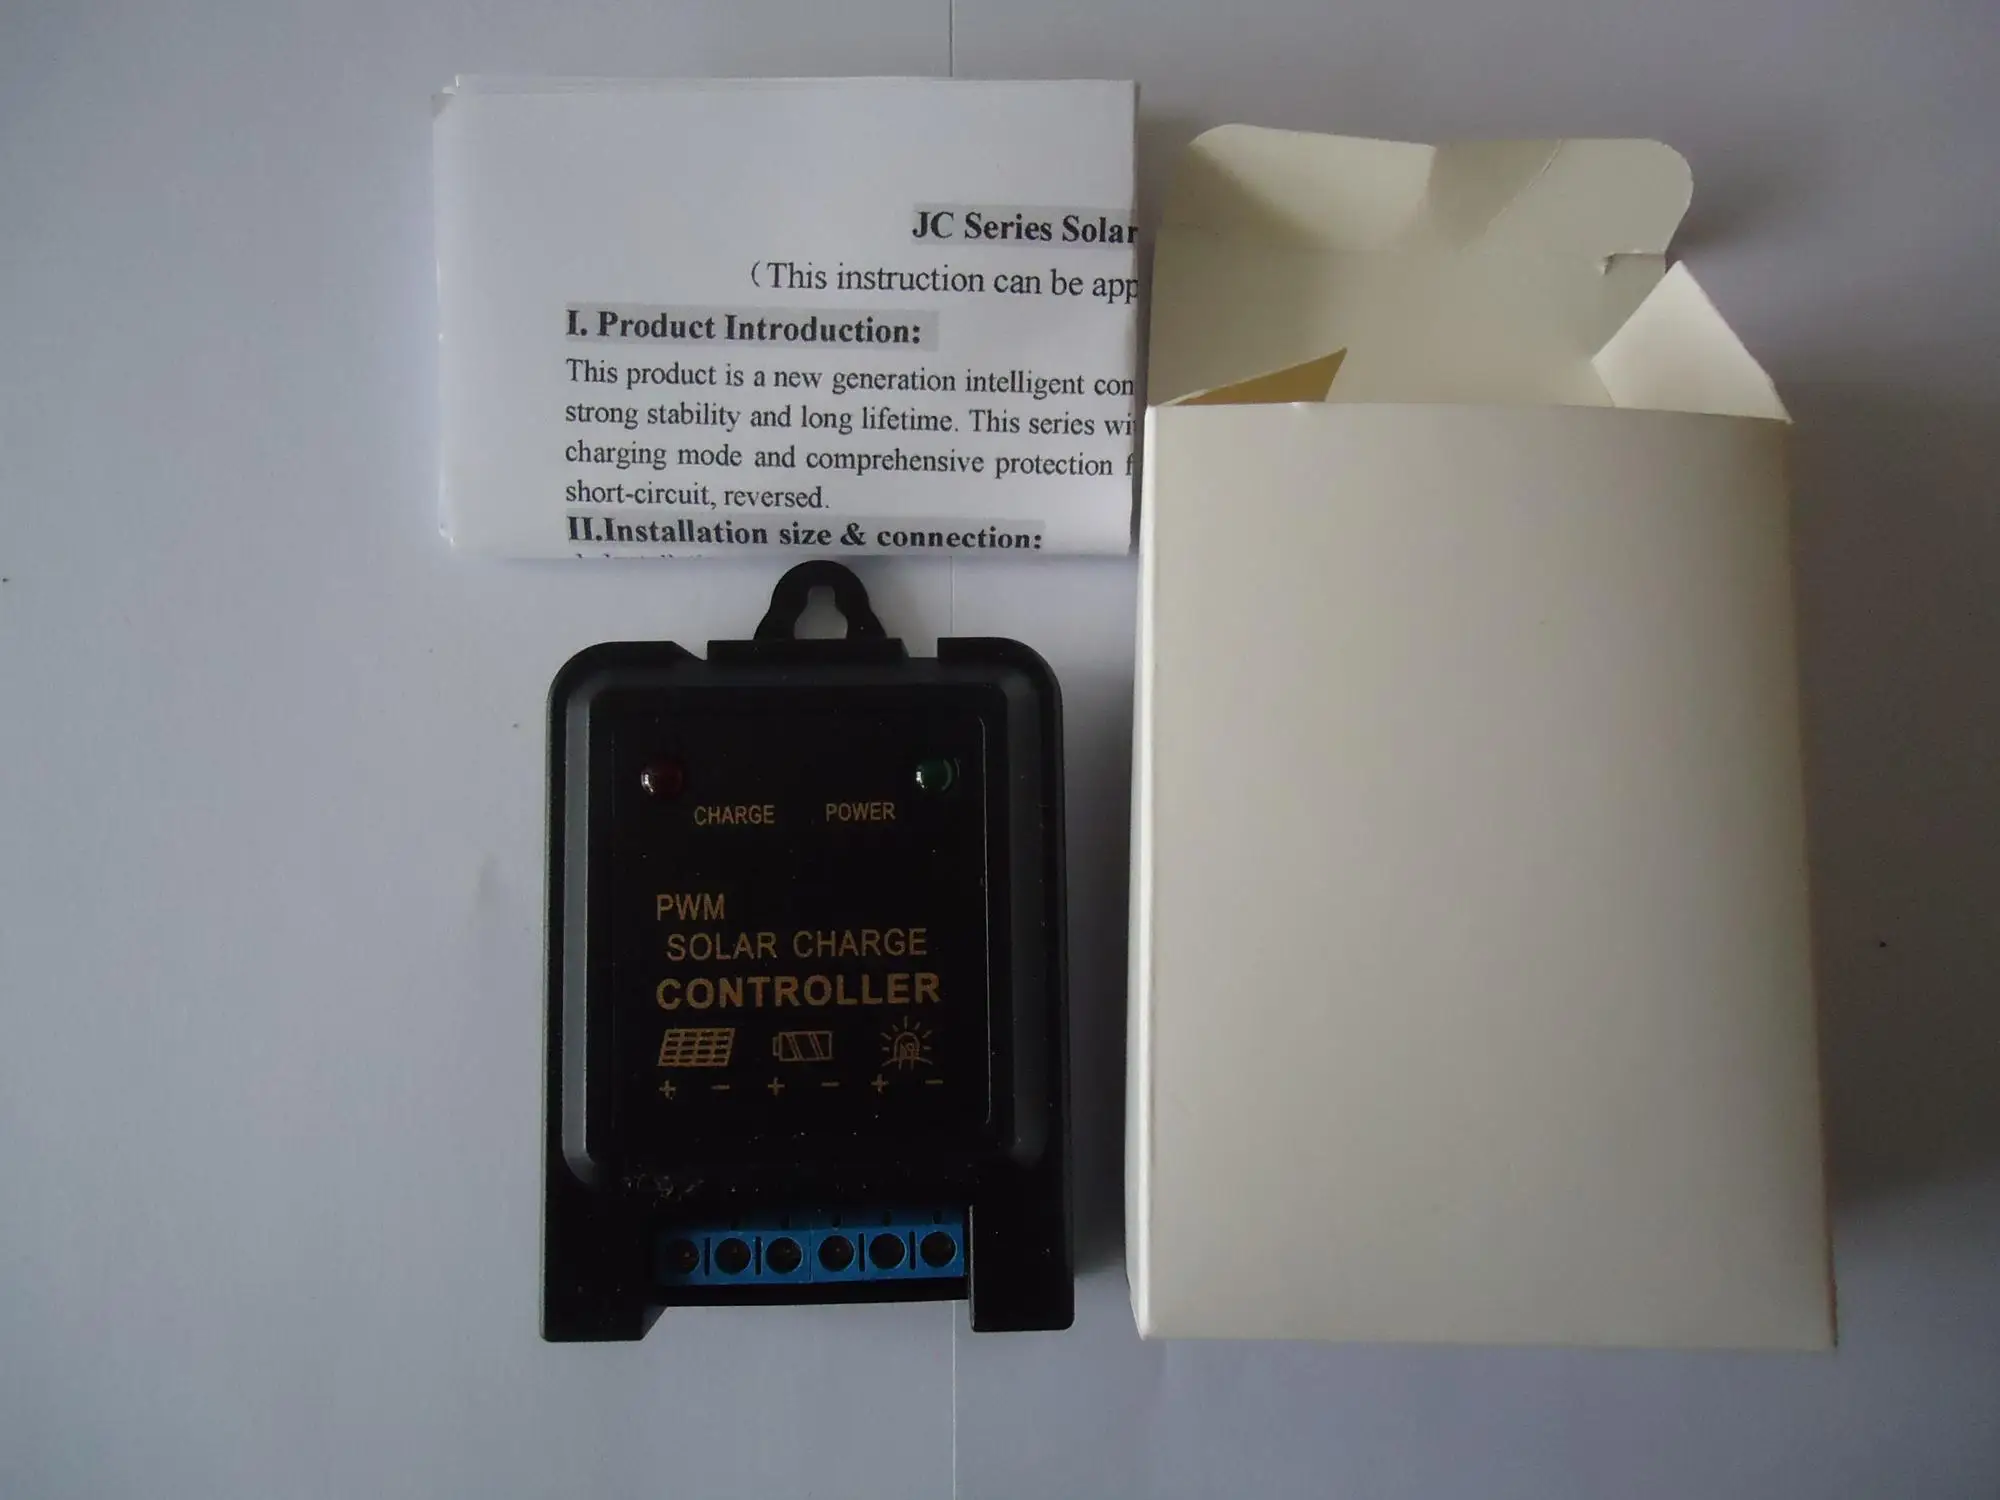 JC Series Solar
(This instruction can be app
I. Product Introduction:
This product is a new generation intelligent con
strong stability and long lifetime. This series wi
charging mode and comprehensive protection f
short-circuit, reversed.
II.Installation size & connection:
CHARGE POWER
PWM
SOLAR CHARGE
CONTROLLER
+ − + − + −